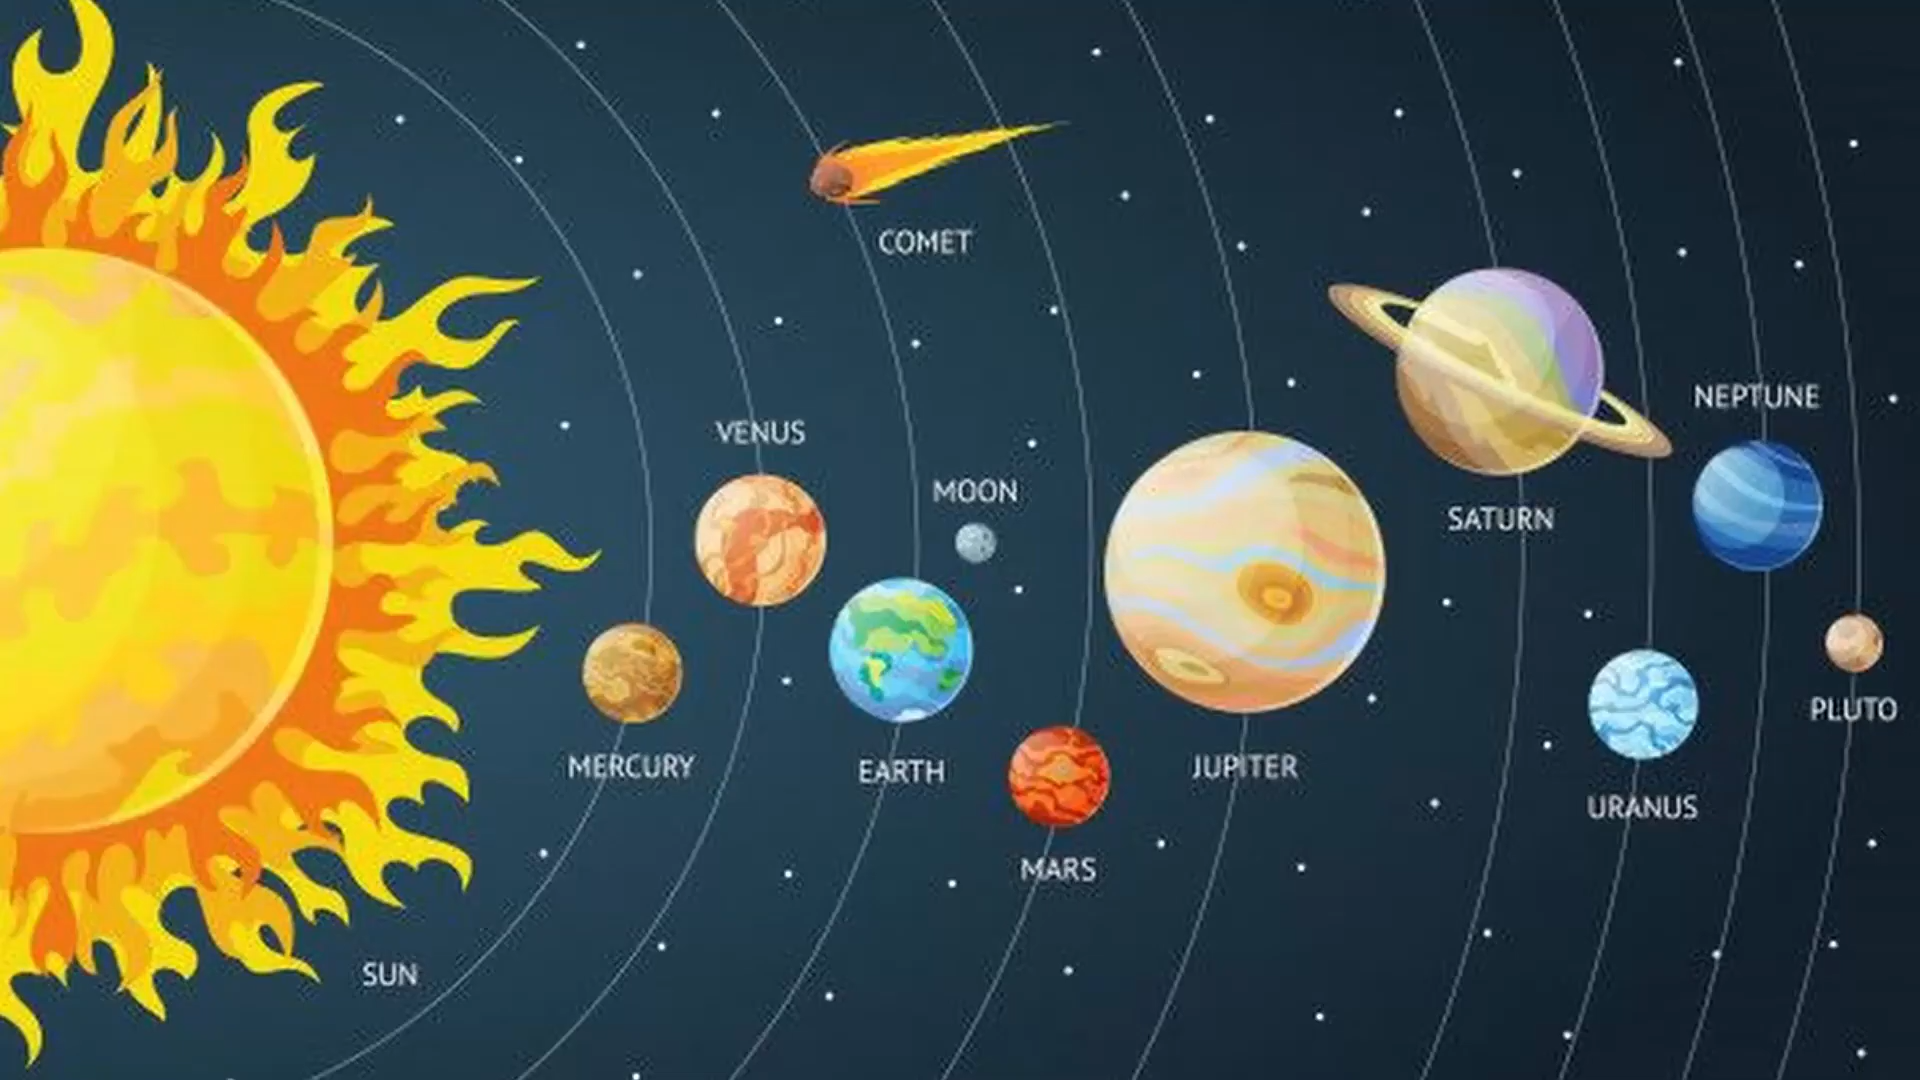 COMET
NEPTUNE
VENUS
MOON
SATURN
PLUTO
MERCURY
EARTH
JUPITER
URANUS
MARS
SUN